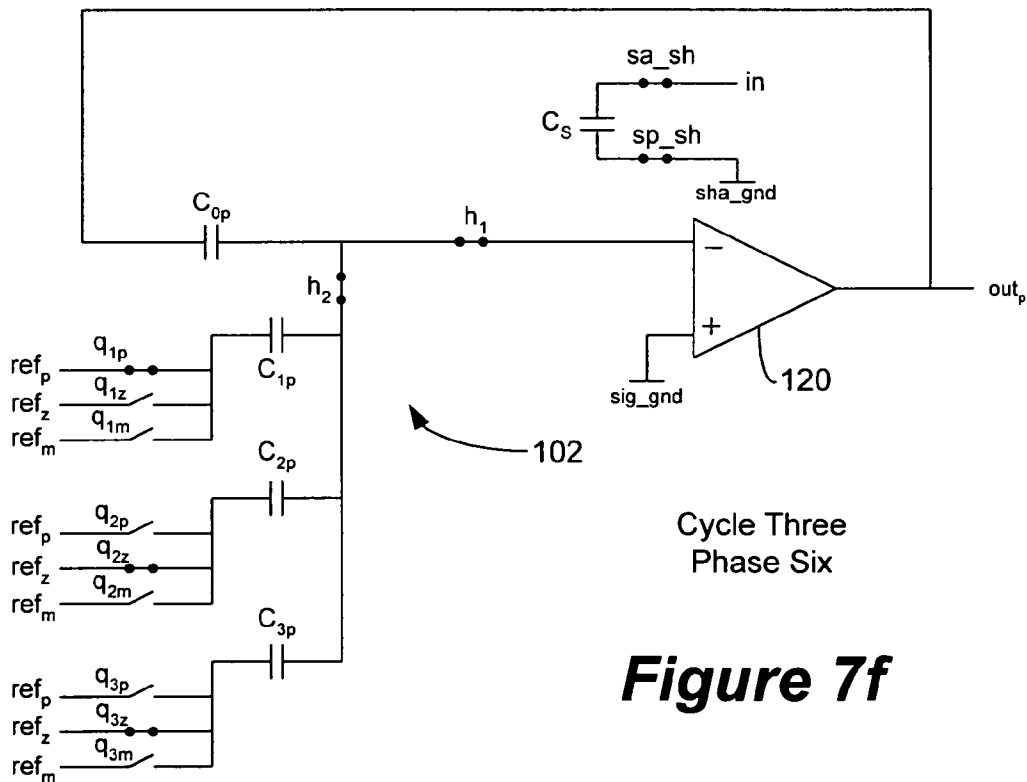 sa_sh
in
C_S
sp_sh
sha_gnd
C_0p
h_1
−
h_2
out_p
+
q_1p
ref_p
C_1p
120
q_1z
ref_z
sig_gnd
q_1m
ref_m
102
C_2p
q_2p
ref_p
Cycle Three
q_2z
ref_z
Phase Six
q_2m
ref_m
C_3p
q_3p
ref_p
Figure 7f
q_3z
ref_z
q_3m
ref_m